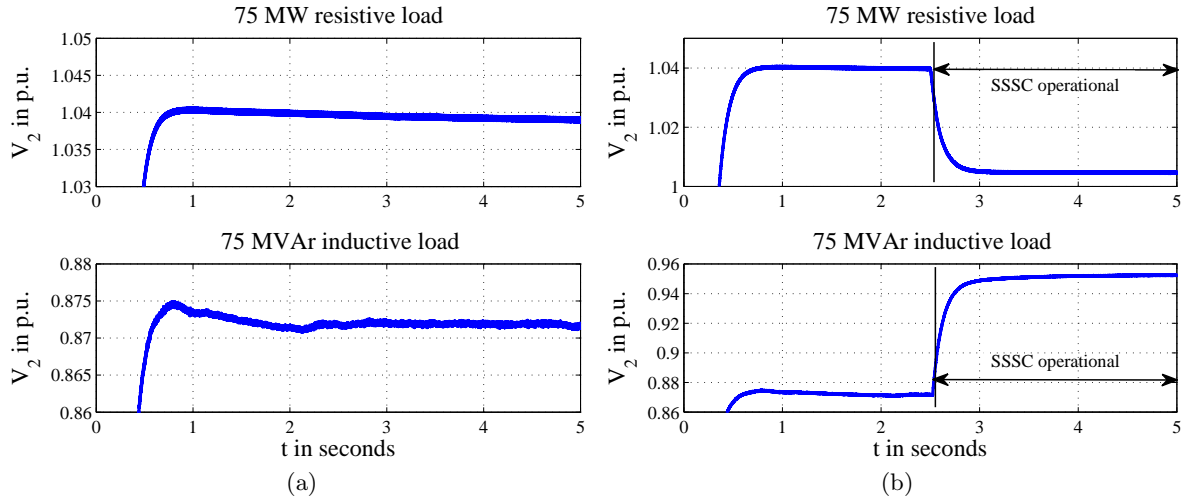 75 MW resistive load
1.05
1.045
1.04
1.035
1.03
V_2 in p.u.
0 1 2 3 4 5
75 MVAr inductive load
0.88
0.875
0.87
0.865
0.86
V_2 in p.u.
0 1 2 3 4 5
t in seconds
(a)
75 MW resistive load
1.04
1.02
1
V_2 in p.u.
SSSC operational
0 1 2 3 4 5
75 MVAr inductive load
0.96
0.94
0.92
0.9
0.88
0.86
V_2 in p.u.
SSSC operational
0 1 2 3 4 5
t in seconds
(b)